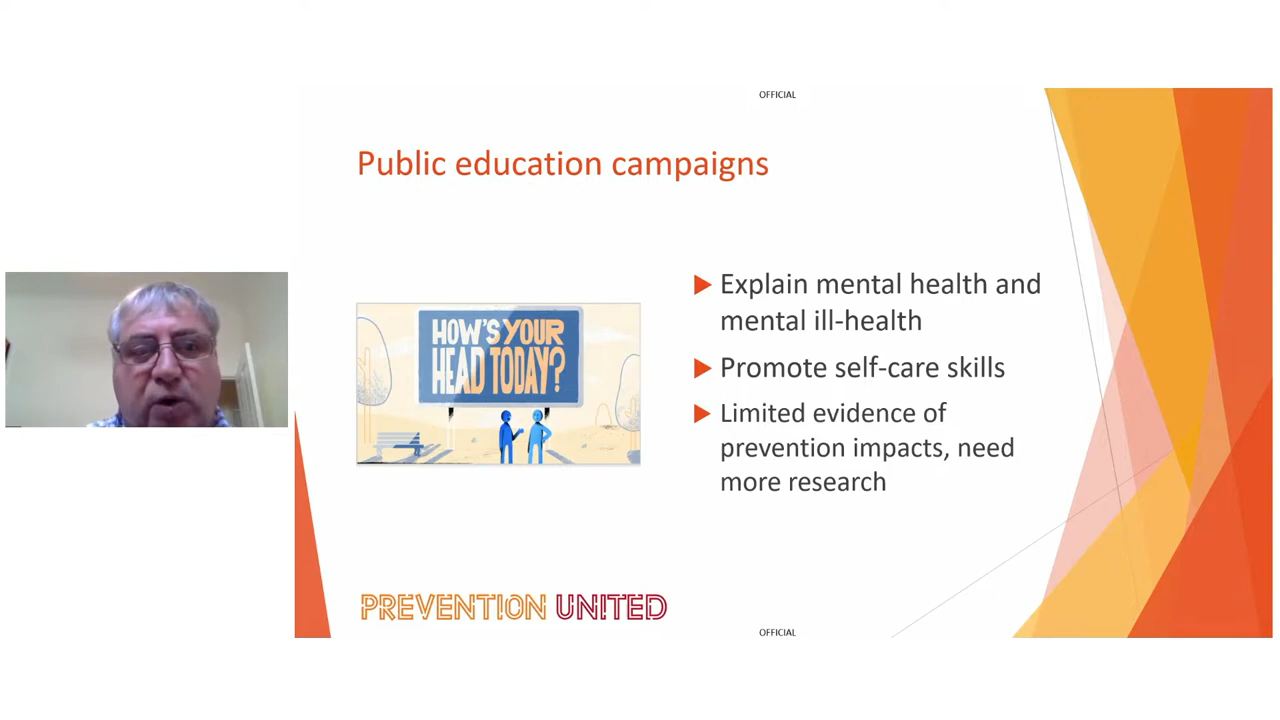 OFFICIAL
Public education campaigns
HOW'S YOUR
HEAD TODAY?
Explain mental health and
mental ill-health
Promote self-care skills
Limited evidence of
prevention impacts, need
more research
PREVENTION UNITED
OFFICIAL